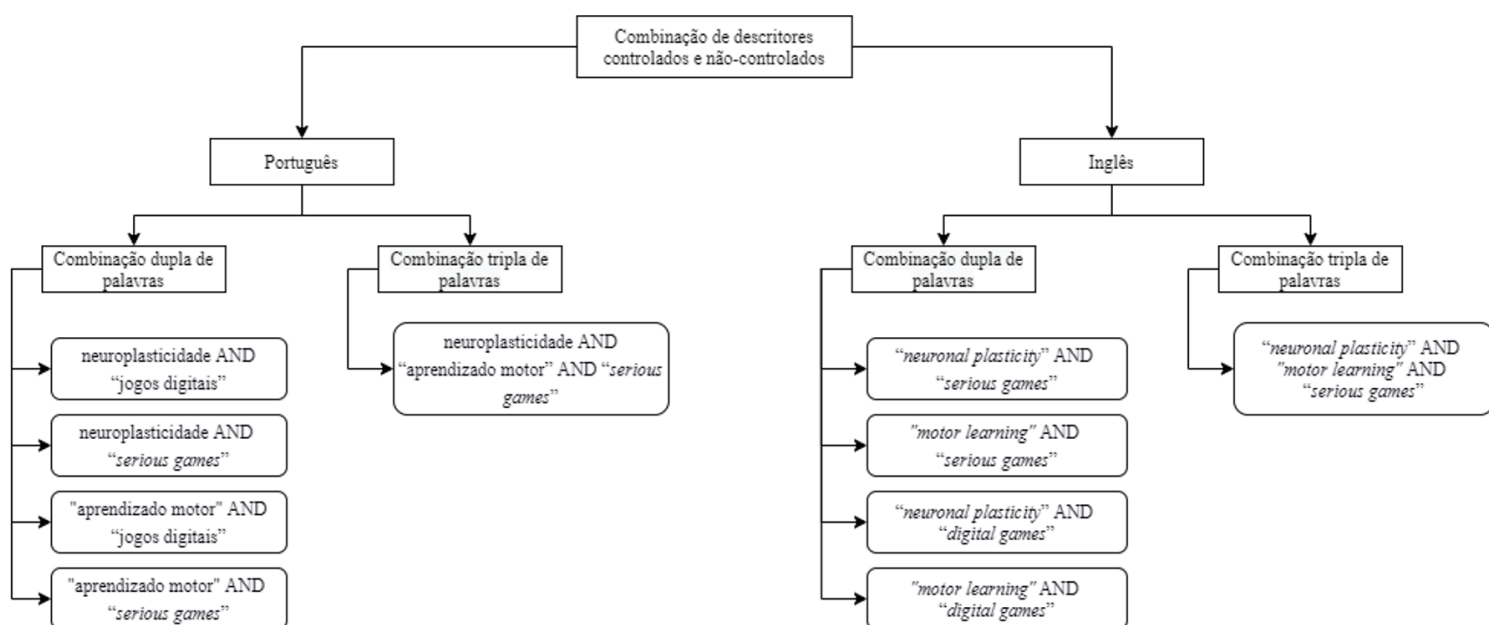 Combinação de descritores
controlados e não-controlados
Português
Inglês
Combinação dupla de
palavras
Combinação tripla de
palavras
Combinação dupla de
palavras
Combinação tripla de
palavras
neuroplasticidade AND
“jogos digitais”
neuroplasticidade AND
“serious games”
"aprendizado motor" AND
“jogos digitais”
"aprendizado motor" AND
“serious games”
neuroplasticidade AND
“aprendizado motor” AND “serious
games”
“neuronal plasticity” AND
“serious games”
"motor learning" AND
“serious games”
“neuronal plasticity” AND
“digital games”
"motor learning" AND
“digital games”
“neuronal plasticity” AND
"motor learning" AND
“serious games”